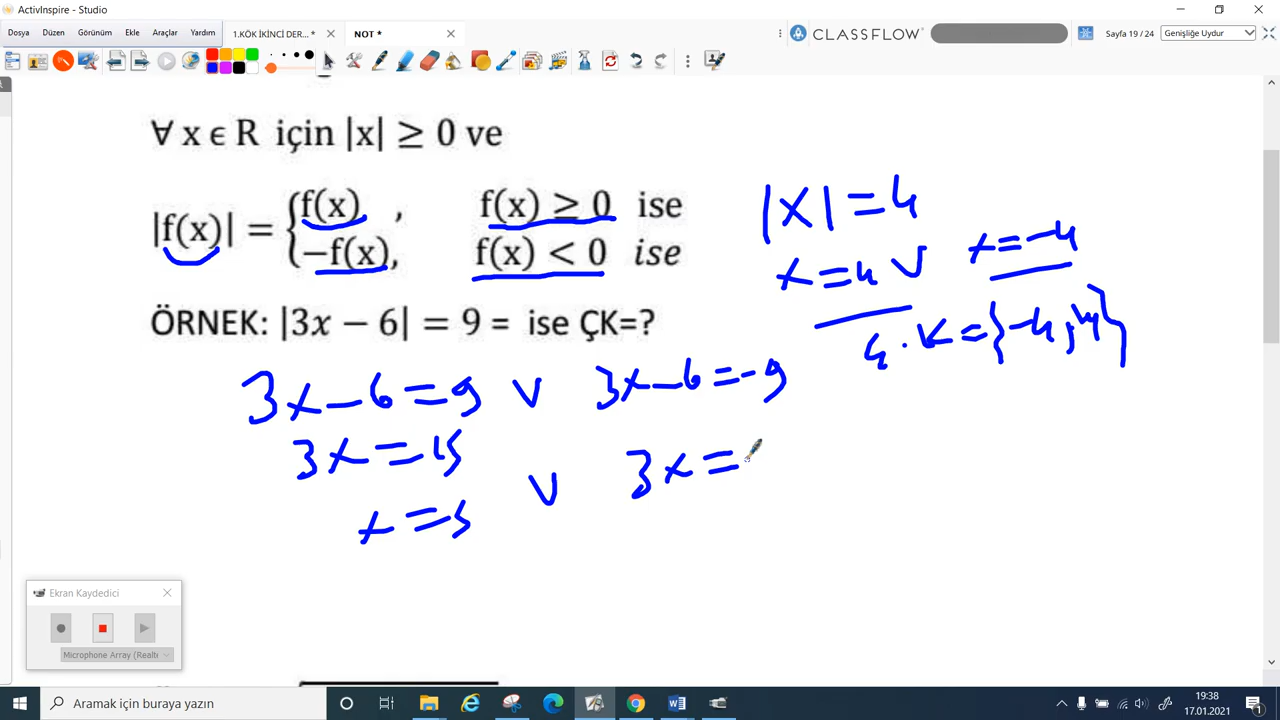 ActivInspire - Studio
Dosya Düzen Görünüm Ekle Araçlar Yardım
1.KÖK İKİNCİ DER... *
NOT *
CLASSFLOW
Sayfa 19 / 24
Genişliğe Uydur
∀ x ϵ R için |x| ≥ 0 ve
|f(x)| = { f(x) , f(x) ≥ 0 ise
−f(x), f(x) < 0 ise
ÖRNEK: |3x − 6| = 9 = ise ÇK=?
|x| = 4
x = 4 ∨ x = -4
Ç.K = {-4, 4}
3x - 6 = 9 ∨ 3x - 6 = -9
3x = 15
∨ 3x =
x = 5
Ekran Kaydedici
Microphone Array (Realt
Aramak için buraya yazın
19:38
17.01.2021
1